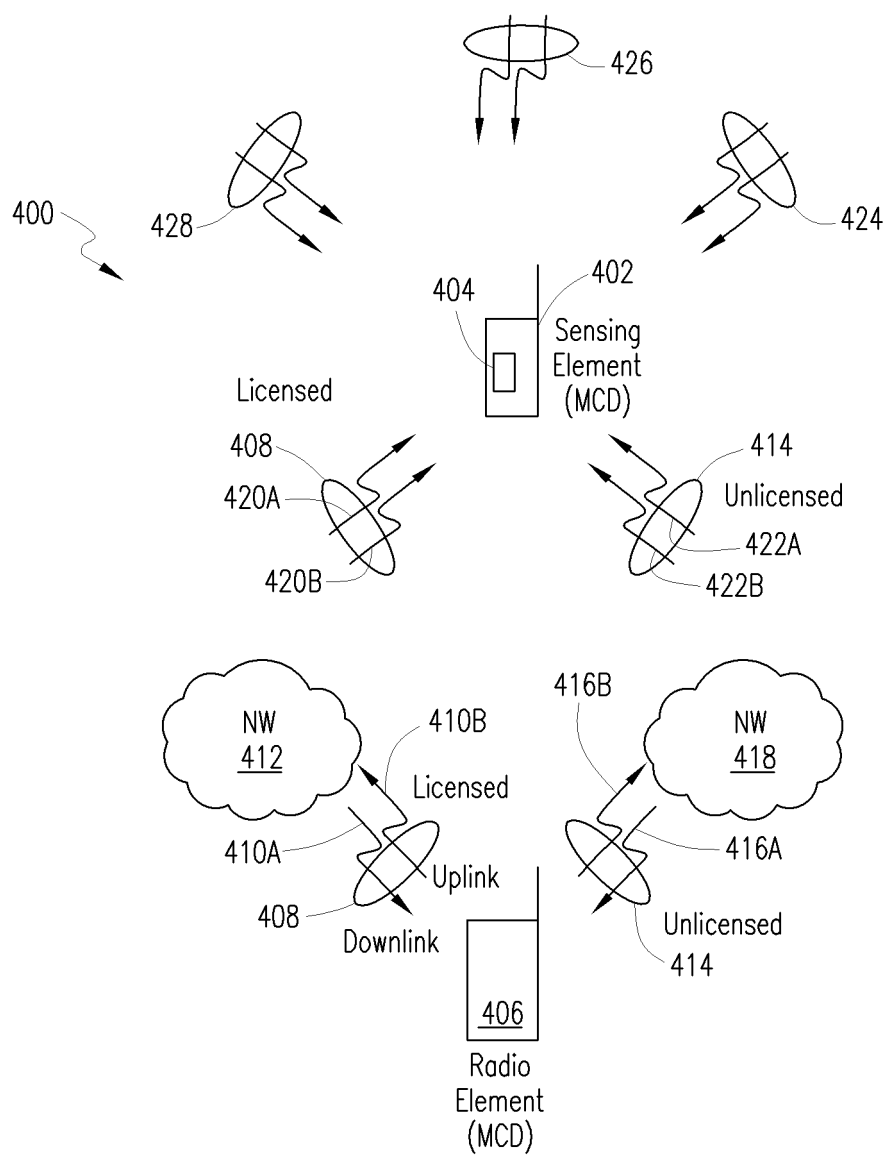 426
400
428
424
404
402
Sensing
Element
(MCD)
Licensed
408
414
420A
Unlicensed
422A
420B
422B
416B
NW
412
410B
NW
418
Licensed
410A
416A
Uplink
408
Unlicensed
Downlink
414
406
Radio
Element
(MCD)